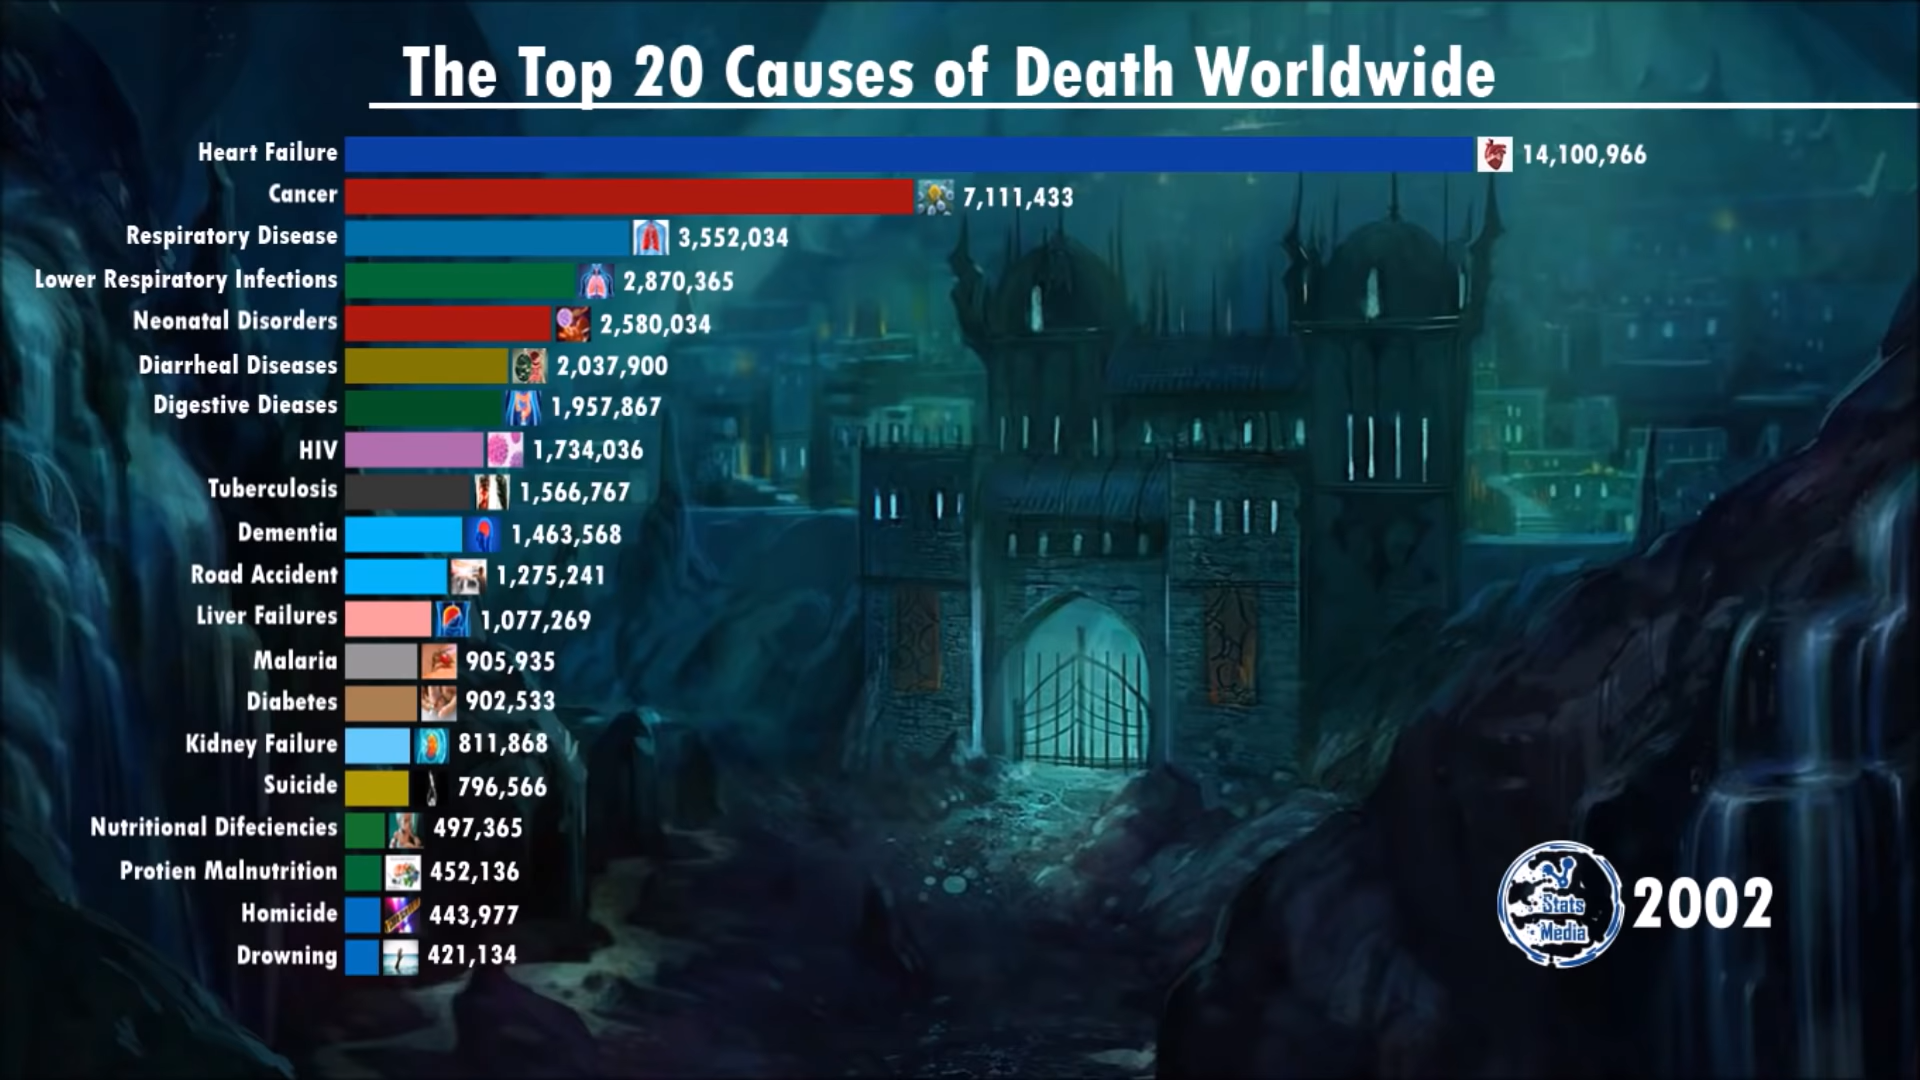 The Top 20 Causes of Death Worldwide
Heart Failure 14,100,966
Cancer 7,111,433
Respiratory Disease 3,552,034
Lower Respiratory Infections 2,870,365
Neonatal Disorders 2,580,034
Diarrheal Diseases 2,037,900
Digestive Dieases 1,957,867
HIV 1,734,036
Tuberculosis 1,566,767
Dementia 1,463,568
Road Accident 1,275,241
Liver Failures 1,077,269
Malaria 905,935
Diabetes 902,533
Kidney Failure 811,868
Suicide 796,566
Nutritional Difeciencies 497,365
Protien Malnutrition 452,136
Homicide 443,977
Drowning 421,134
Stats
Media
2002